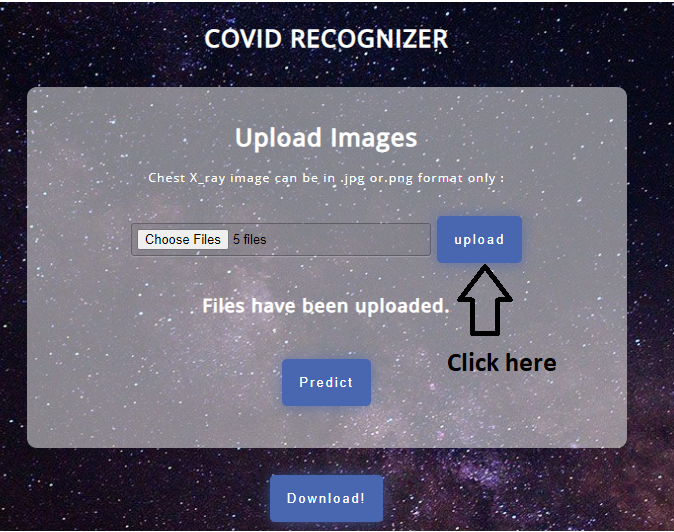 COVID RECOGNIZER
Upload Images
Chest X_ray image can be in .jpg or.png format only :
Choose Files 5 files upload
Files have been uploaded.
Click here
Predict
Download!